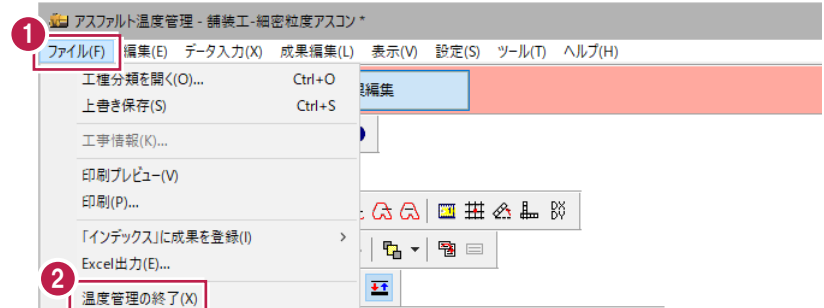 アスファルト温度管理 - 舗装工-細密粒度アスコン *
1
ファイル(F) 編集(E) データ入力(X) 成果編集(L) 表示(V) 設定(S) ツール(T) ヘルプ(H)
工種分類を開く(O)... Ctrl+O
編集
上書き保存(S) Ctrl+S
工事情報(K)...
印刷プレビュー(V)
印刷(P)...
「インデックス」に成果を登録(I) >
Excel出力(E)...
2
温度管理の終了(X)